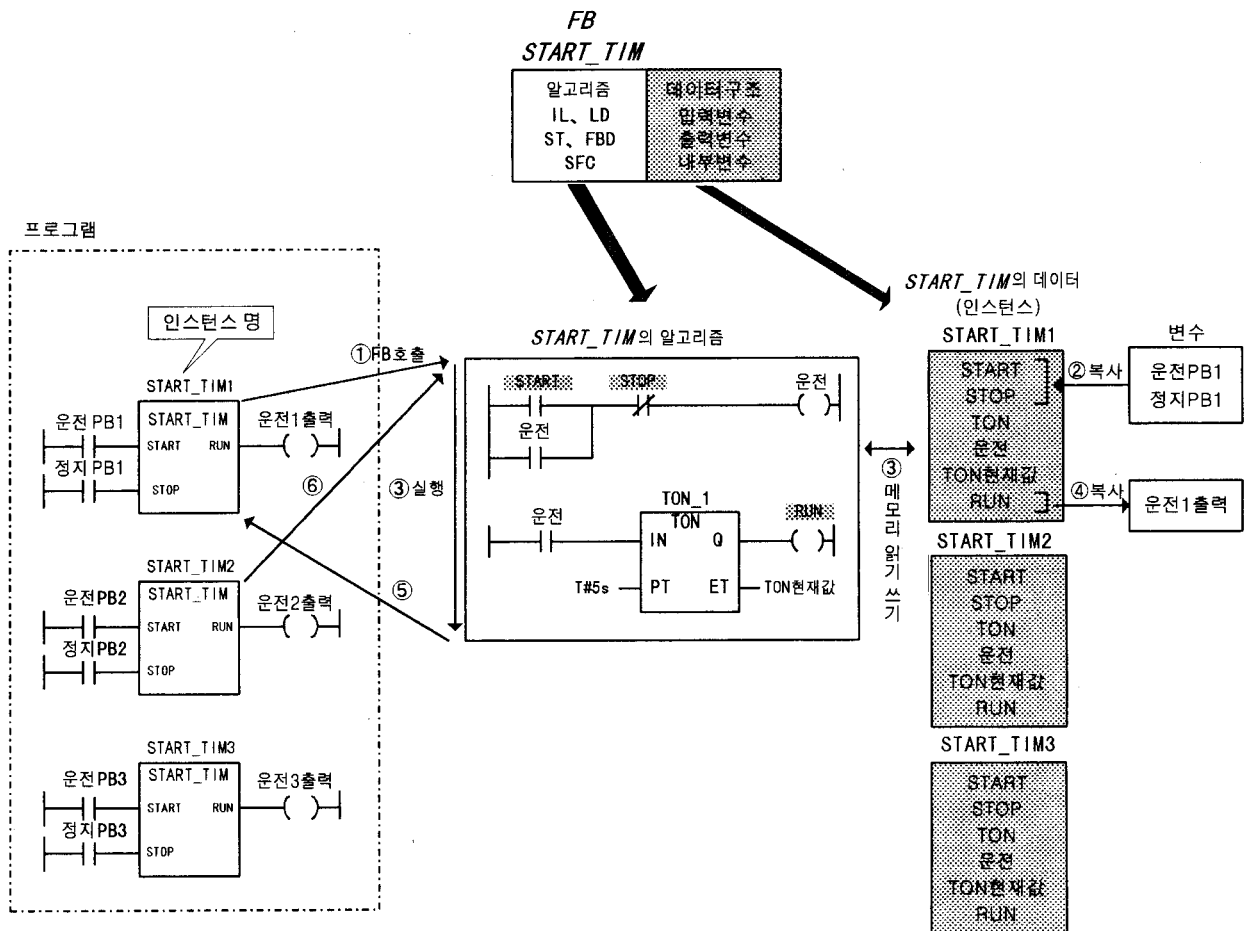 FB
START_TIM
알고리즘
IL、LD
ST、FBD
SFC
데이터구조
입력변수
출력변수
내부변수
프로그램
인스턴스 명
START_TIM1
START_TIM
운전PB1
START
RUN
운전1출력
정지PB1
STOP
START_TIM2
START_TIM
운전PB2
START
RUN
운전2출력
정지PB2
STOP
START_TIM3
START_TIM
운전PB3
START
RUN
운전3출력
정지PB3
STOP
①FB호출
⑥
③실행
⑤
START_TIM의 알고리즘
START
STOP
운전
운전
운전
TON_1
TON
IN
Q
RUN
T#5s
PT
ET
TON현재값
③메모리 읽기 쓰기
START_TIM의 데이터
(인스턴스)
START_TIM1
START
STOP
TON
운전
TON현재값
RUN
②복사
④복사
변수
운전PB1
정지PB1
운전1출력
START_TIM2
START
STOP
TON
운전
TON현재값
RUN
START_TIM3
START
STOP
TON
운전
TON현재값
RUN